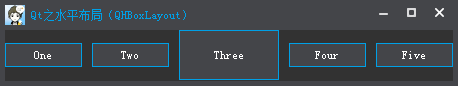 Qt之水平布局（QHBoxLayout）
One Two Three Four Five